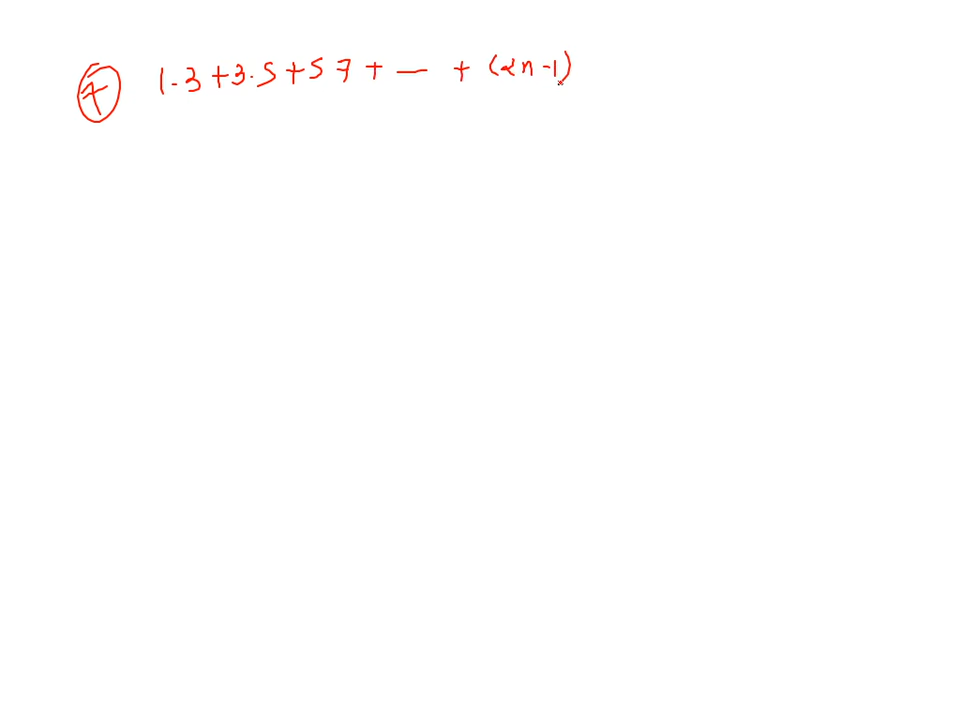 7 1.3 + 3.5 + 5 7 + — + (2n-1)